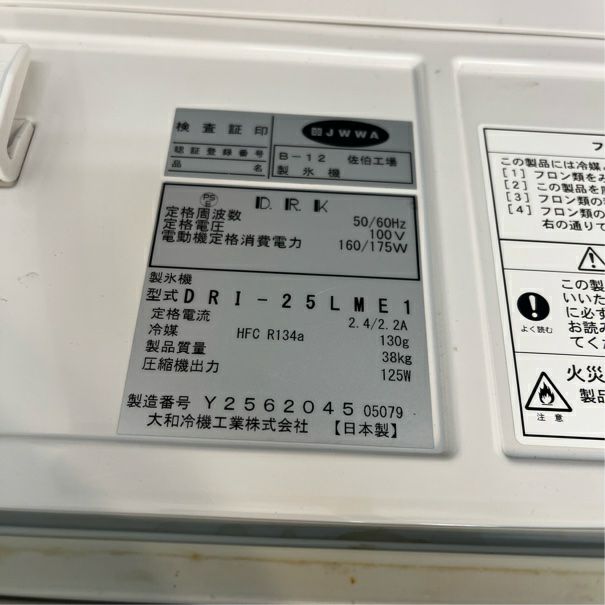 検査証印
JWWA
認証登録番号 B-12 佐伯工場
品名 製氷機
PS E
D.R.K
定格周波数 50/60Hz
定格電圧 100V
電動機定格消費電力 160/175W
製氷機
型式 DRI-25LME1
定格電流 2.4/2.2A
冷媒 HFC R134a 130g
製品質量 38kg
圧縮機出力 125W
製造番号 Y2562045 05079
大和冷機工業株式会社 【日本製】
フ
この製品には冷媒
[1] フロン類をみ
[2] この製品を
[3] フロン類の
[4] フロン類の
右の通りで
この製
いいた
に必ず
お読み
てくだ
よく読む
火災
製品
注意